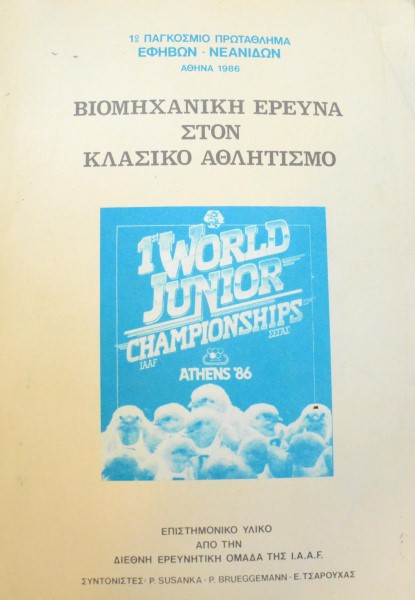 1º ΠΑΓΚΟΣΜΙΟ ΠΡΩΤΑΘΛΗΜΑ
ΕΦΗΒΩΝ - ΝΕΑΝΙΔΩΝ
ΑΘΗΝΑ 1986
ΒΙΟΜΗΧΑΝΙΚΗ ΕΡΕΥΝΑ
ΣΤΟΝ
ΚΛΑΣΙΚΟ ΑΘΛΗΤΙΣΜΟ
1st WORLD
JUNIOR
CHAMPIONSHIPS
IAAF ΣΕΓΑΣ
ATHENS '86
ΕΠΙΣΤΗΜΟΝΙΚΟ ΥΛΙΚΟ
ΑΠΟ ΤΗΝ
ΔΙΕΘΝΗ ΕΡΕΥΝΗΤΙΚΗ ΟΜΑΔΑ ΤΗΣ I.A.A.F.
ΣΥΝΤΟΝΙΣΤΕΣ - P. SUSANKA - P. BRUEGGEMANN - Ε. ΤΣΑΡΟΥΧΑΣ